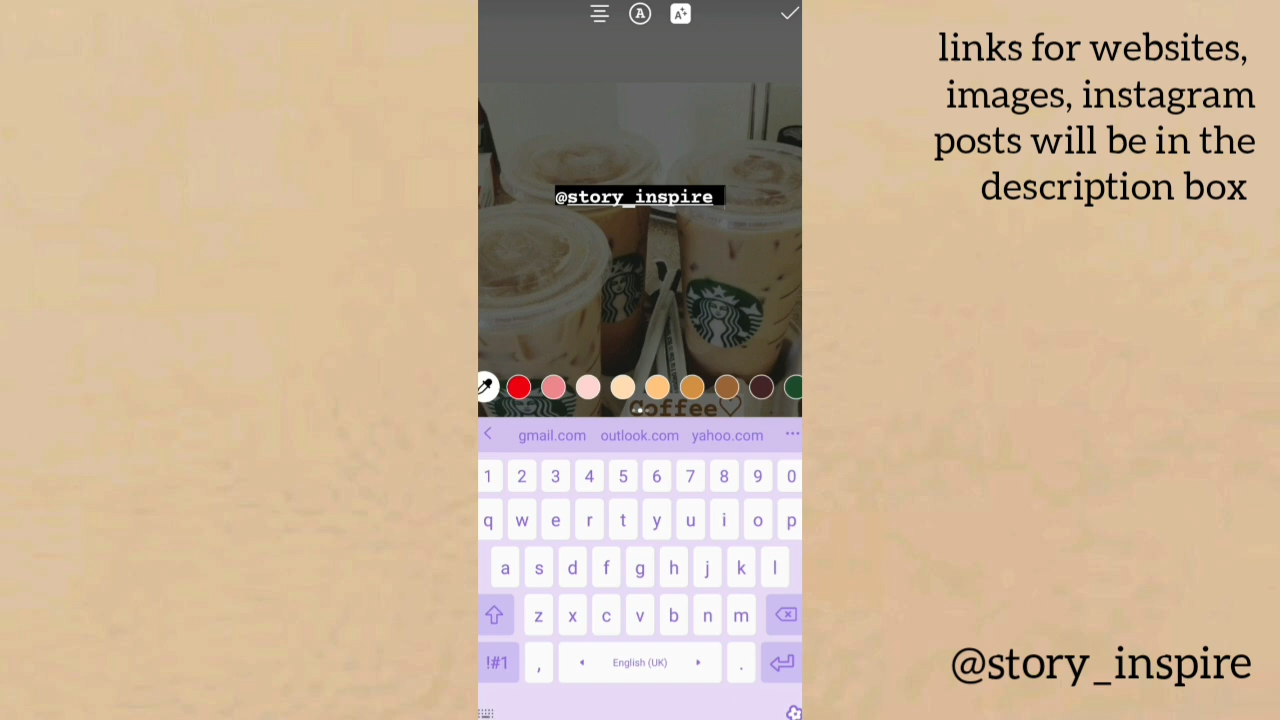 A A+
links for websites,
images, instagram
posts will be in the
description box
@story_inspire
Coffee♡
gmail.com outlook.com yahoo.com ...
1 2 3 4 5 6 7 8 9 0
q w e r t y u i o p
a s d f g h j k l
z x c v b n m
!#1 , English (UK) .
@story_inspire